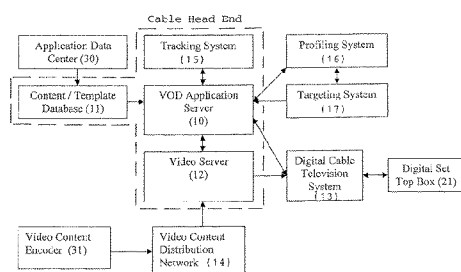 Cable Head End
Application Data
Center (30)
Tracking System
(15)
Profiling System
(16)
Content / Template
Database (11)
VOD Application
Server
(10)
Targeting System
(17)
Video Server
(12)
Digital Cable
Television
System
(13)
Digital Set
Top Box (21)
Video Content
Encoder (31)
Video Content
Distribution
Network (14)